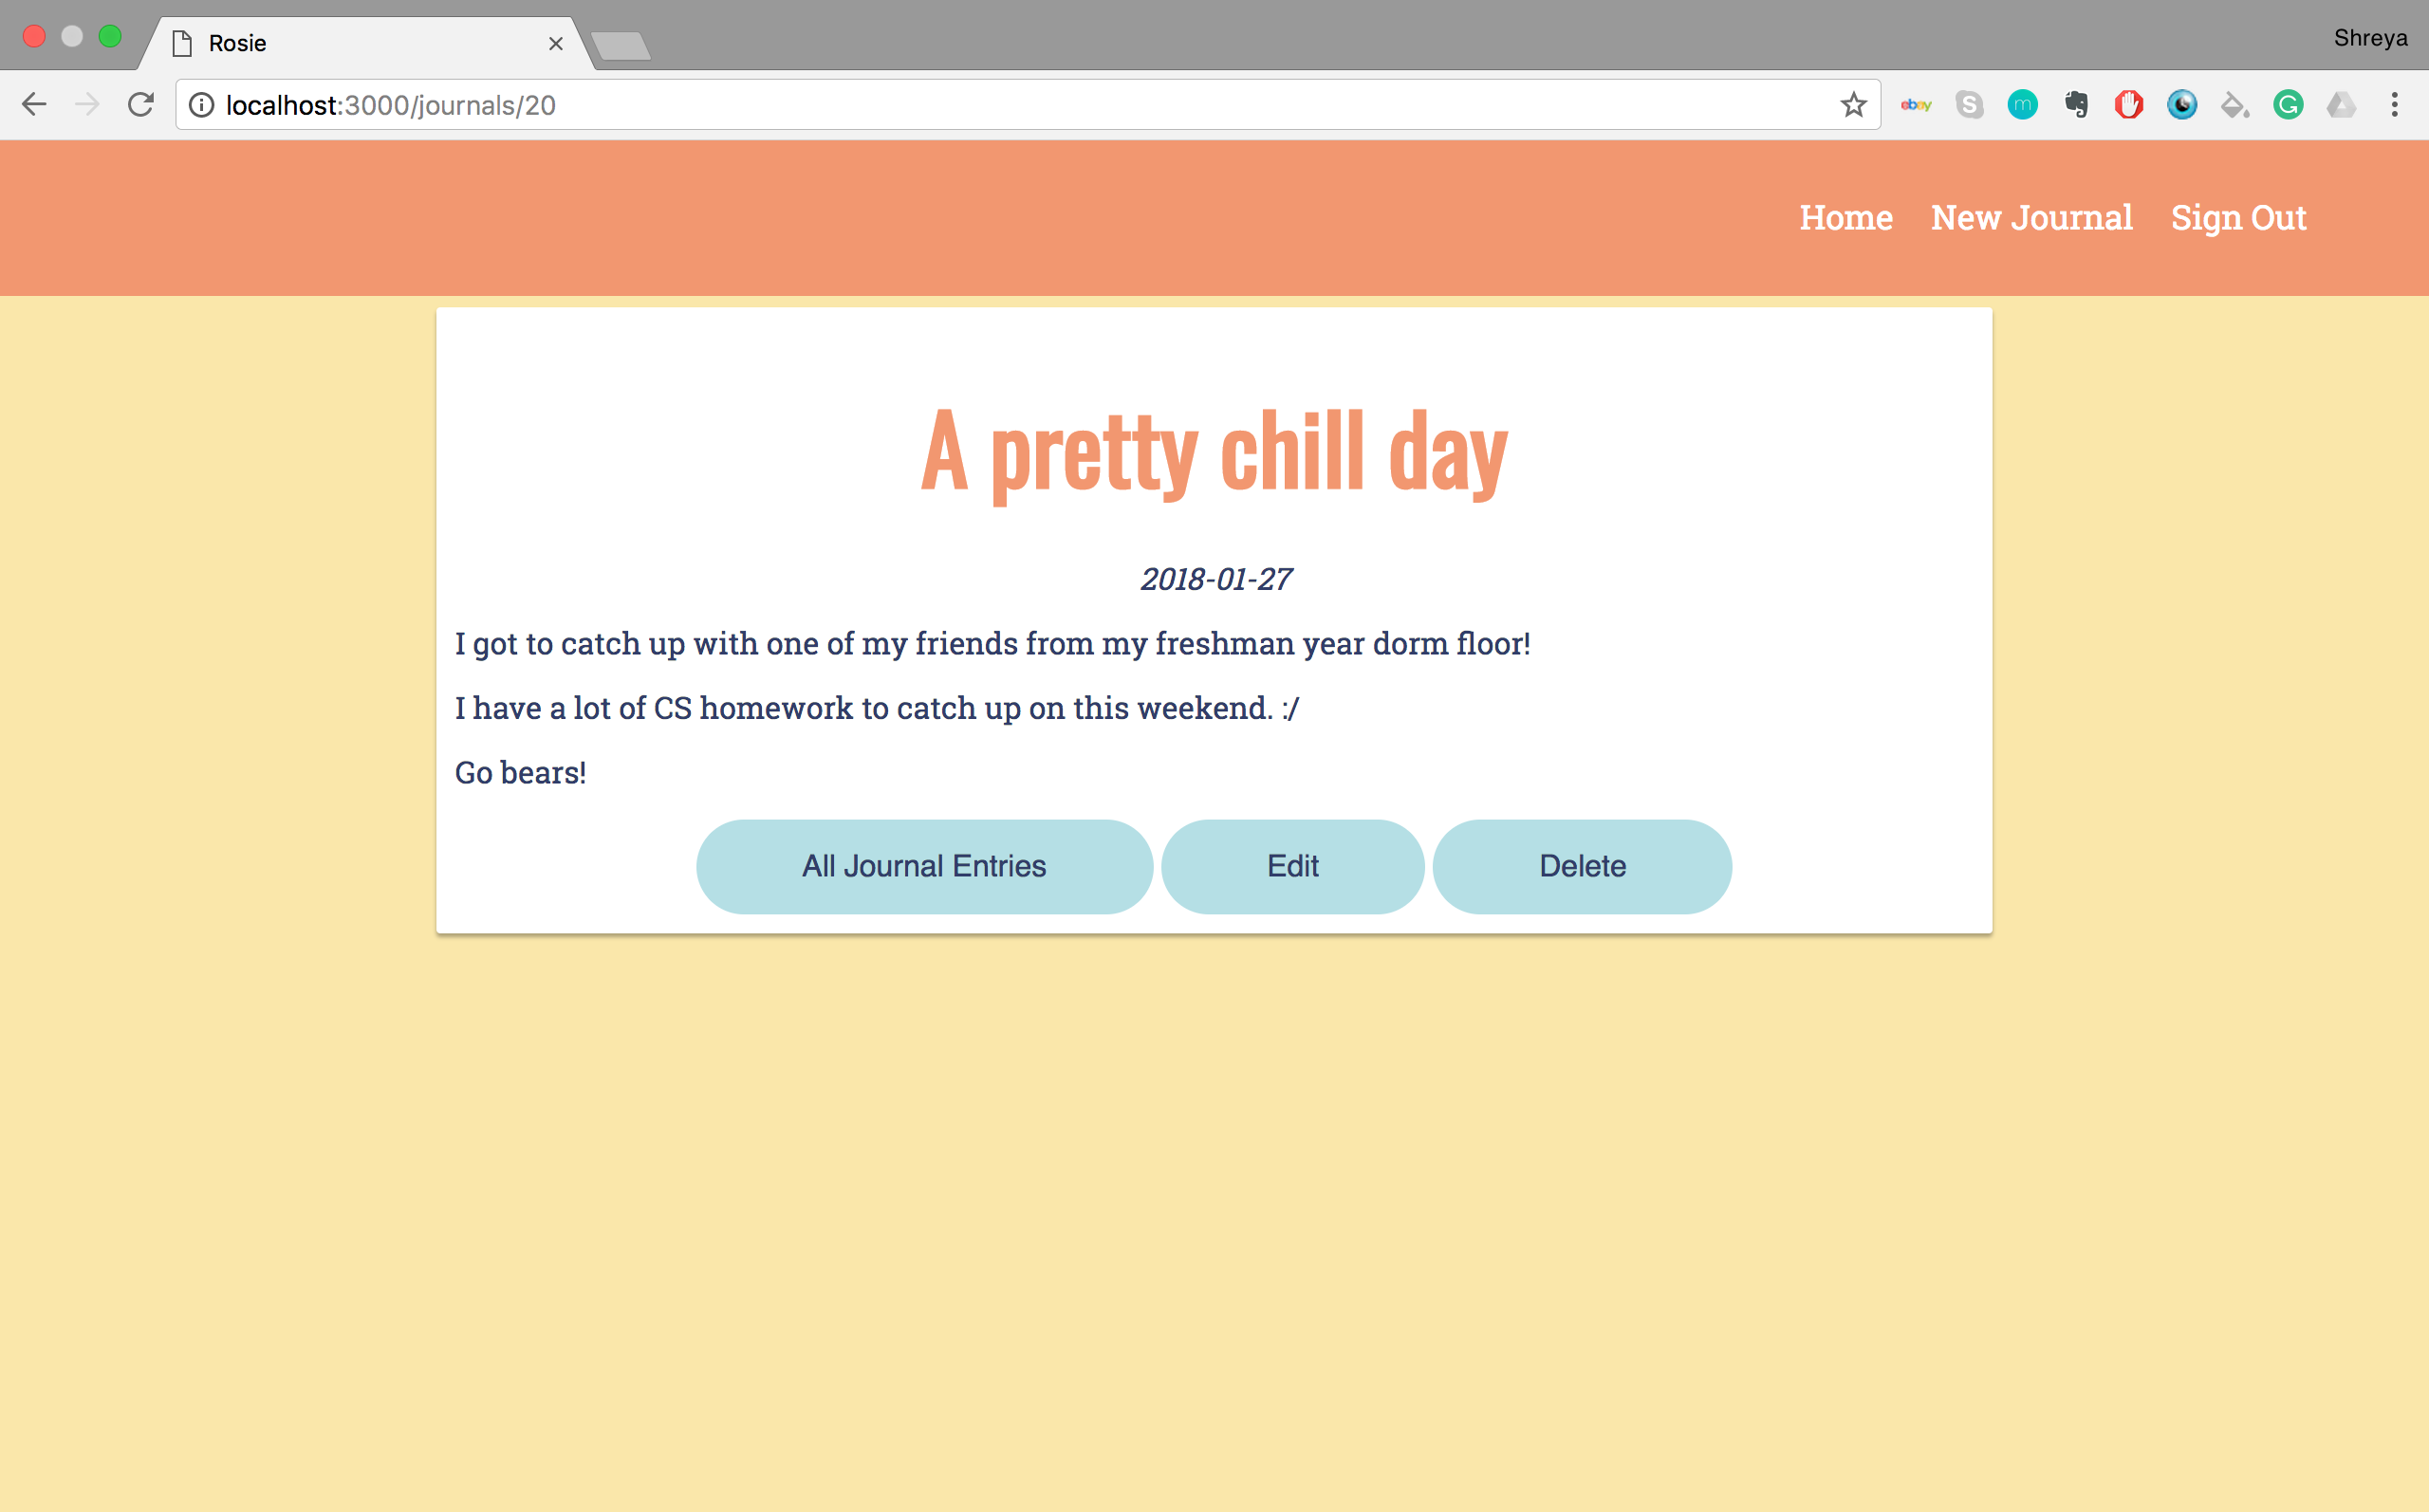 Rosie
Shreya
localhost:3000/journals/20
ebay
S
m
G
Home New Journal Sign Out
A pretty chill day
2018-01-27
I got to catch up with one of my friends from my freshman year dorm floor!
I have a lot of CS homework to catch up on this weekend. :/
Go bears!
All Journal Entries Edit Delete